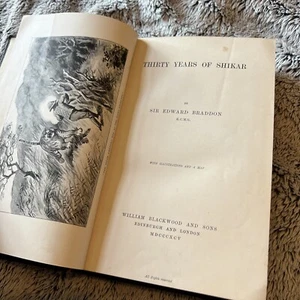 THIRTY YEARS OF SHIKAR
BY
SIR EDWARD BRADDON
K.C.M.G.
WITH ILLUSTRATIONS AND A MAP
WILLIAM BLACKWOOD AND SONS
EDINBURGH AND LONDON
MDCCCXCV
All Rights reserved